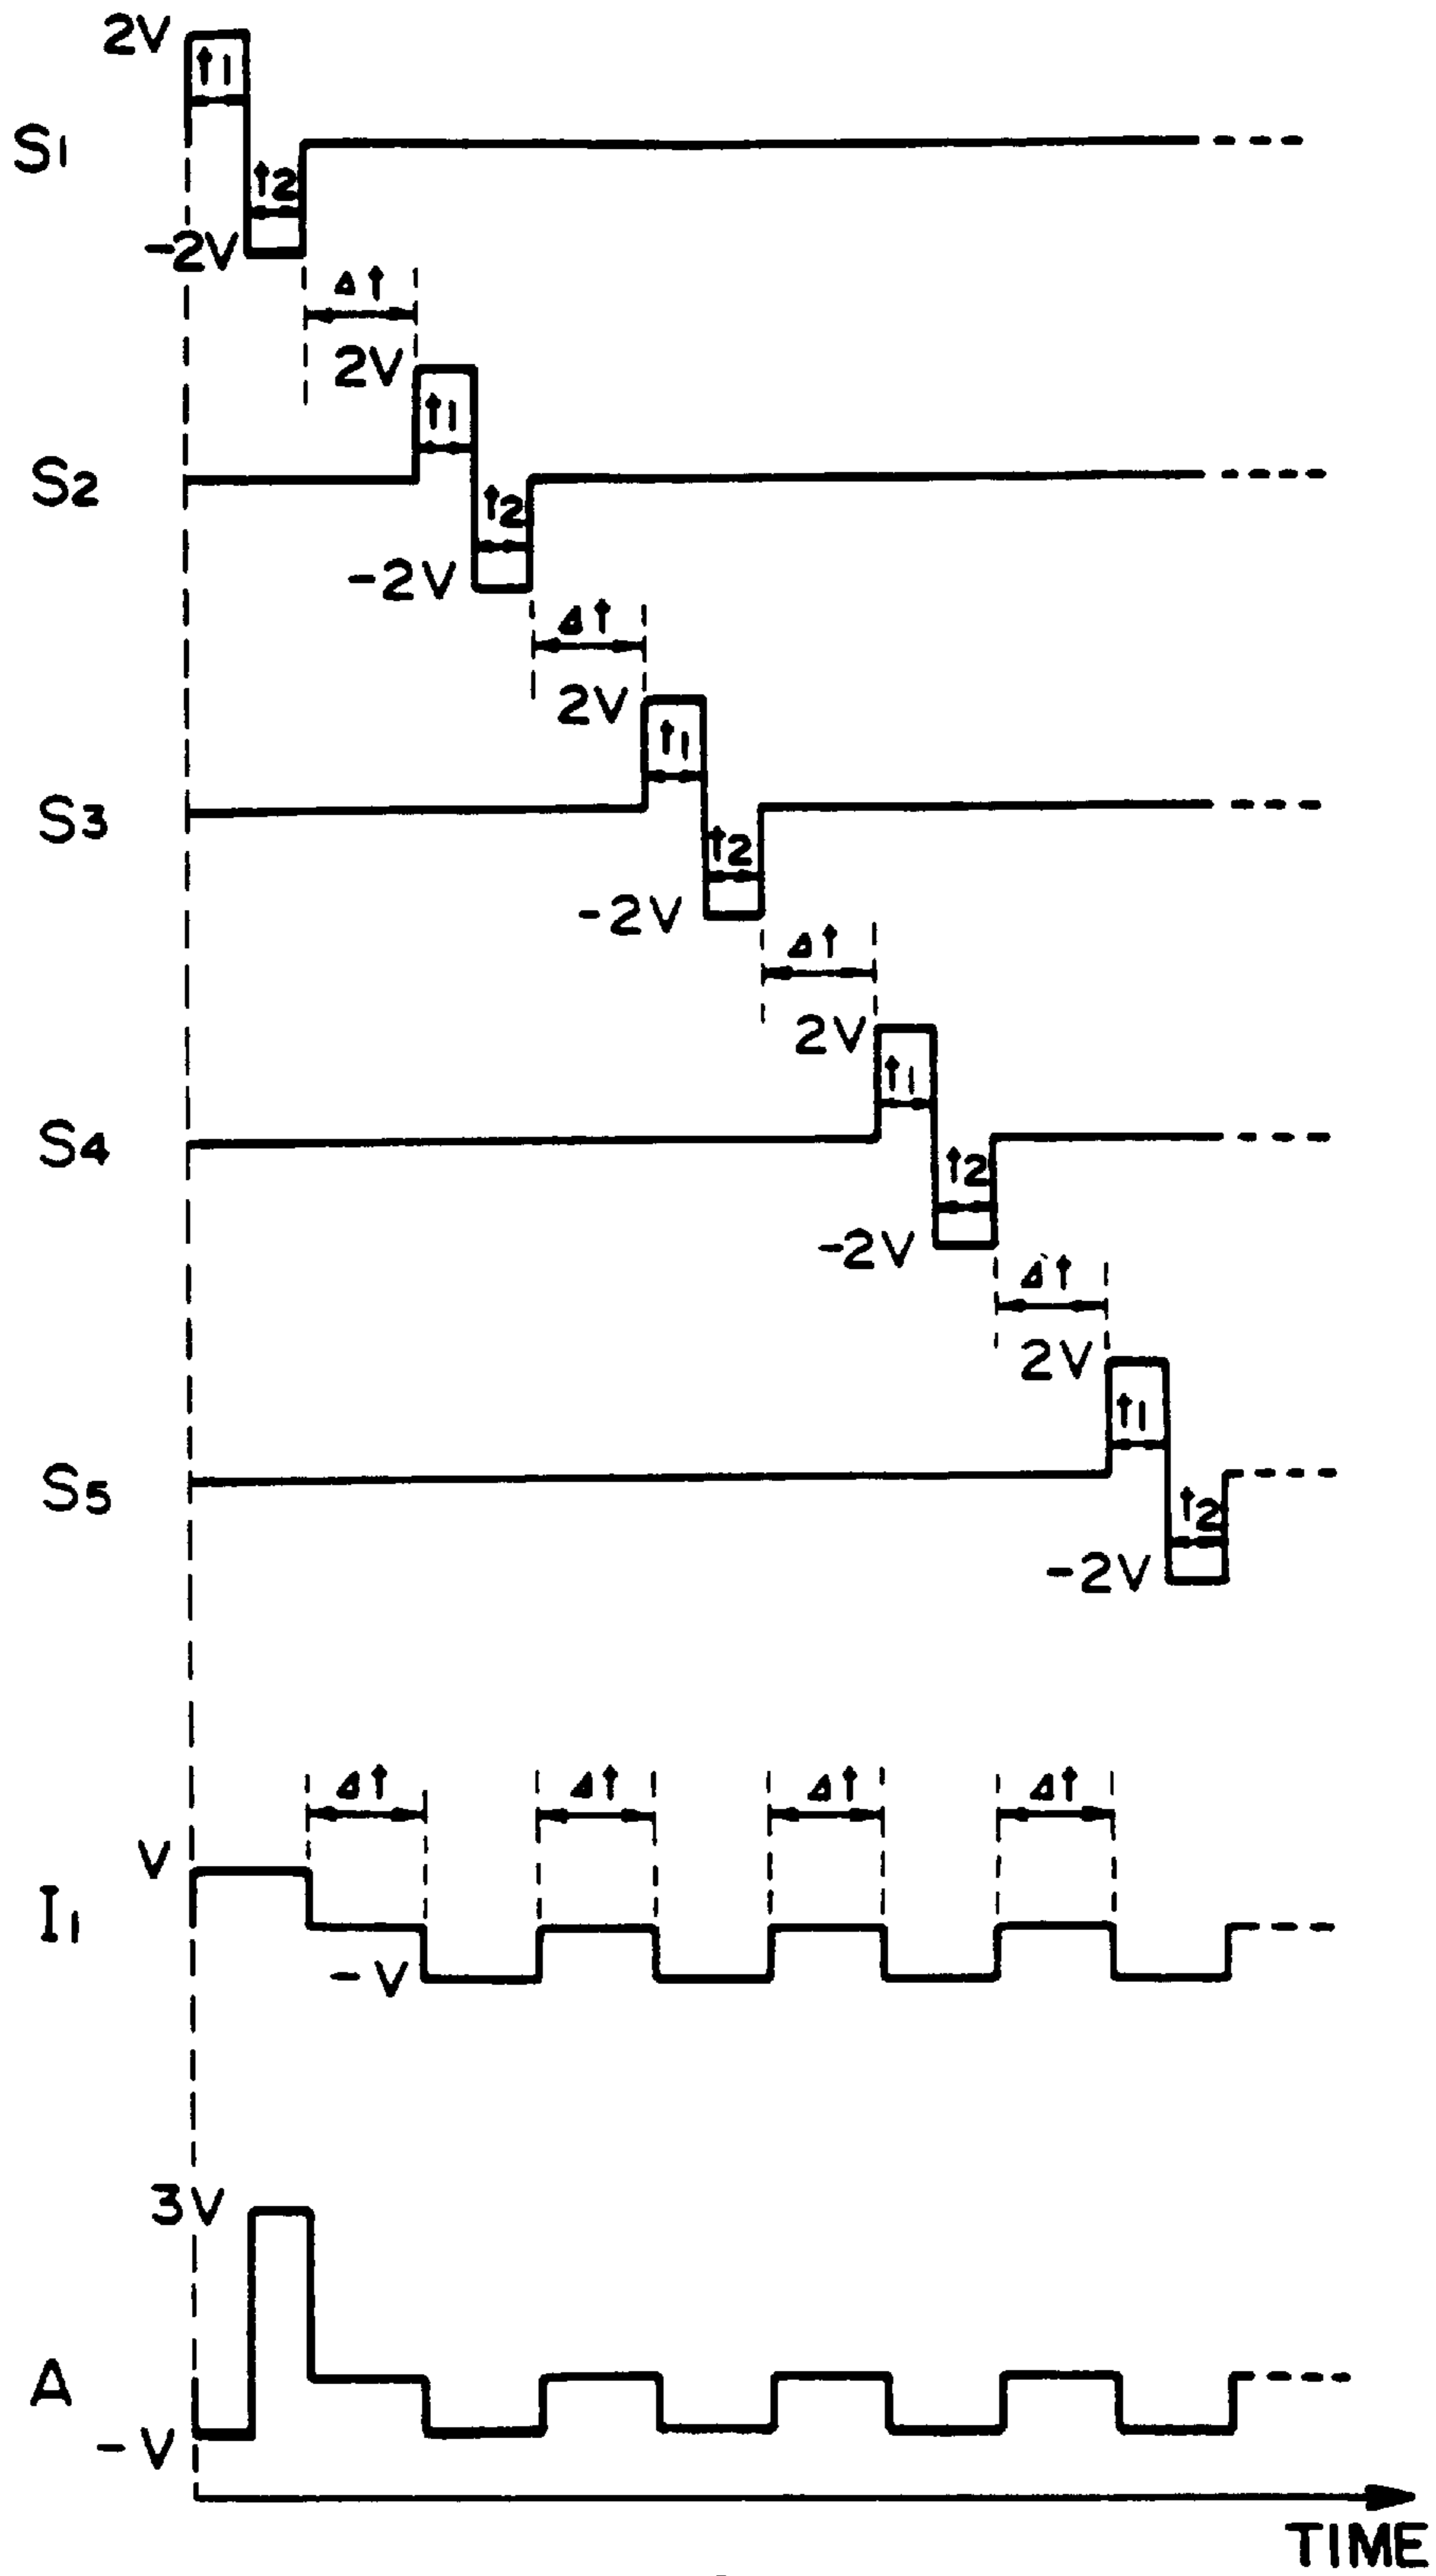 2V
t1
S1
t2
-2V
Δt
2V
t1
S2
t2
-2V
Δt
2V
t1
S3
t2
-2V
Δt
2V
t1
S4
t2
-2V
Δt
2V
t1
S5
t2
-2V
Δt Δt Δt Δt
V
I1
-V
3V
A
-V
TIME